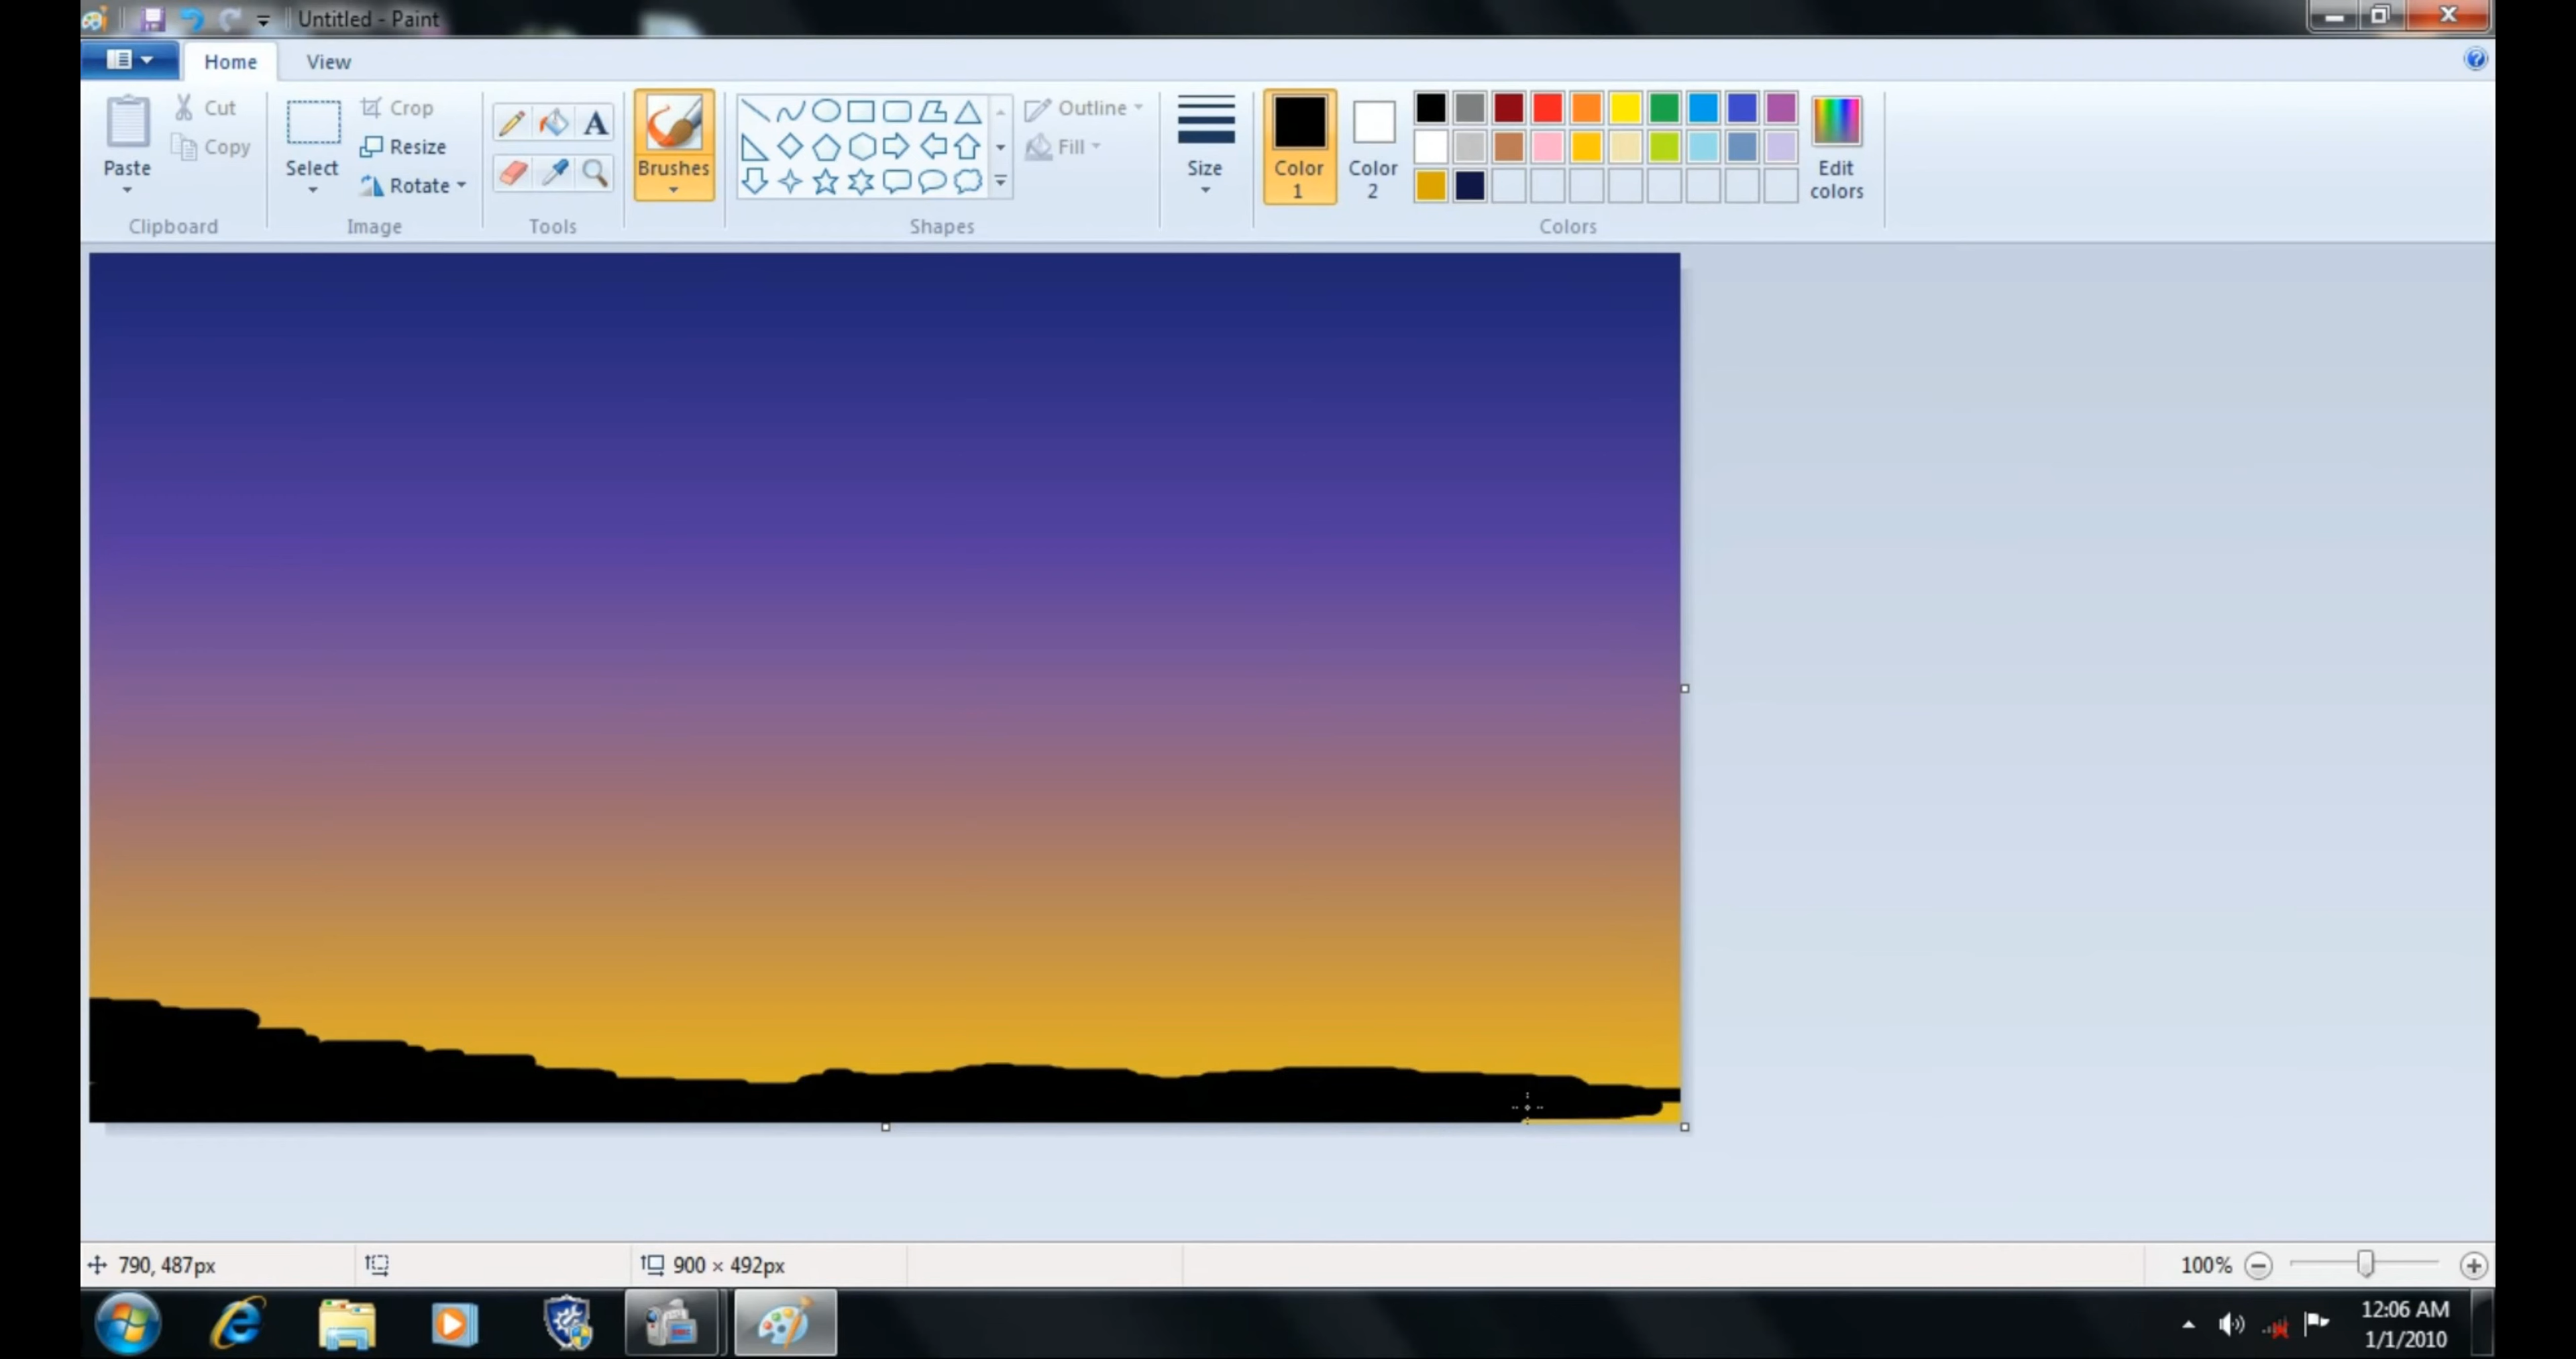 Untitled - Paint
Home View
Paste
Cut
Copy
Clipboard
Select
Crop
Resize
Rotate
Image
A
Tools
Brushes
Shapes
Outline
Fill
Size
Color 1
Color 2
Colors
Edit colors
790, 487px
900 × 492px
100%
12:06 AM
1/1/2010